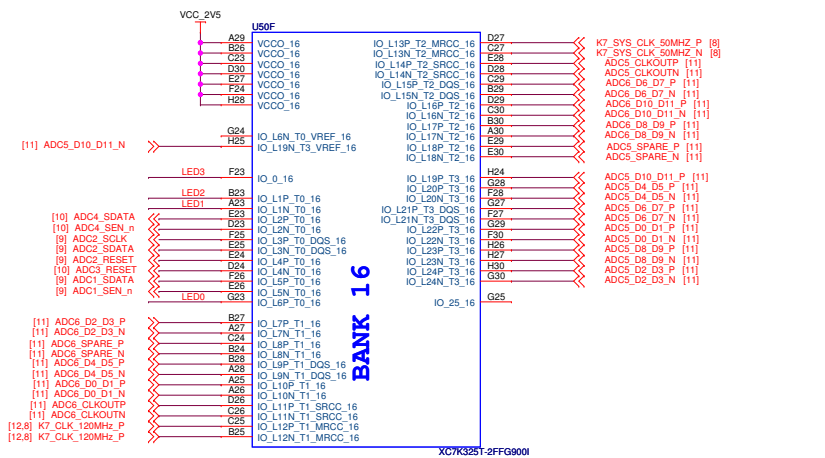 VCC_2V5
U50F
A29 VCCO_16
B26 VCCO_16
C23 VCCO_16
D30 VCCO_16
E27 VCCO_16
F24 VCCO_16
H28 VCCO_16
G24 IO_L6N_T0_VREF_16
[11] ADC5_D10_D11_N H25 IO_L19N_T3_VREF_16
LED3 F23 IO_0_16
LED2 B23 IO_L1P_T0_16
LED1 A23 IO_L1N_T0_16
[10] ADC4_SDATA E23 IO_L2P_T0_16
[10] ADC4_SEN_n D23 IO_L2N_T0_16
[9] ADC2_SCLK F25 IO_L3P_T0_DQS_16
[9] ADC2_SDATA E25 IO_L3N_T0_DQS_16
[9] ADC2_RESET E24 IO_L4P_T0_16
[10] ADC3_RESET D24 IO_L4N_T0_16
[9] ADC1_SDATA F26 IO_L5P_T0_16
[9] ADC1_SEN_n E26 IO_L5N_T0_16
LED0 G23 IO_L6P_T0_16
[11] ADC6_D2_D3_P B27 IO_L7P_T1_16
[11] ADC6_D2_D3_N A27 IO_L7N_T1_16
[11] ADC6_SPARE_P C24 IO_L8P_T1_16
[11] ADC6_SPARE_N B24 IO_L8N_T1_16
[11] ADC6_D4_D5_P B28 IO_L9P_T1_DQS_16
[11] ADC6_D4_D5_N A28 IO_L9N_T1_DQS_16
[11] ADC6_D0_D1_P A25 IO_L10P_T1_16
[11] ADC6_D0_D1_N A26 IO_L10N_T1_16
[11] ADC6_CLKOUTP D26 IO_L11P_T1_SRCC_16
[11] ADC6_CLKOUTN C26 IO_L11N_T1_SRCC_16
[12,8] K7_CLK_120MHz_P C25 IO_L12P_T1_MRCC_16
[12,8] K7_CLK_120MHz_P B25 IO_L12N_T1_MRCC_16
BANK 16
IO_L13P_T2_MRCC_16 D27 K7_SYS_CLK_50MHZ_P [8]
IO_L13N_T2_MRCC_16 C27 K7_SYS_CLK_50MHZ_N [8]
IO_L14P_T2_SRCC_16 E28 ADC5_CLKOUTP [11]
IO_L14N_T2_SRCC_16 D28 ADC5_CLKOUTN [11]
IO_L15P_T2_DQS_16 C29 ADC6_D6_D7_P [11]
IO_L15N_T2_DQS_16 B29 ADC6_D6_D7_N [11]
IO_L16P_T2_16 D29 ADC6_D10_D11_P [11]
IO_L16N_T2_16 C30 ADC6_D10_D11_N [11]
IO_L17P_T2_16 B30 ADC6_D8_D9_P [11]
IO_L17N_T2_16 A30 ADC6_D8_D9_N [11]
IO_L18P_T2_16 E29 ADC5_SPARE_P [11]
IO_L18N_T2_16 E30 ADC5_SPARE_N [11]
IO_L19P_T3_16 H24 ADC5_D10_D11_P [11]
IO_L20P_T3_16 G28 ADC5_D4_D5_P [11]
IO_L20N_T3_16 F28 ADC5_D4_D5_N [11]
IO_L21P_T3_DQS_16 G27 ADC5_D6_D7_P [11]
IO_L21N_T3_DQS_16 F27 ADC5_D6_D7_N [11]
IO_L22P_T3_16 G29 ADC5_D0_D1_P [11]
IO_L22N_T3_16 F30 ADC5_D0_D1_N [11]
IO_L23P_T3_16 H26 ADC5_D8_D9_P [11]
IO_L23N_T3_16 H27 ADC5_D8_D9_N [11]
IO_L24P_T3_16 H30 ADC5_D2_D3_P [11]
IO_L24N_T3_16 G30 ADC5_D2_D3_N [11]
IO_25_16 G25
XC7K325T-2FFG900I